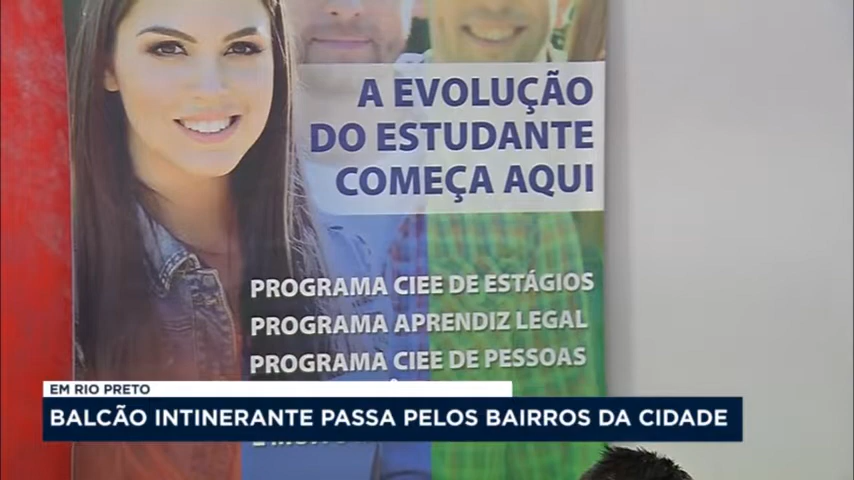 A EVOLUÇÃO
DO ESTUDANTE
COMEÇA AQUI
PROGRAMA CIEE DE ESTÁGIOS
PROGRAMA APRENDIZ LEGAL
PROGRAMA CIEE DE PESSOAS
EM RIO PRETO
BALCÃO INTINERANTE PASSA PELOS BAIRROS DA CIDADE